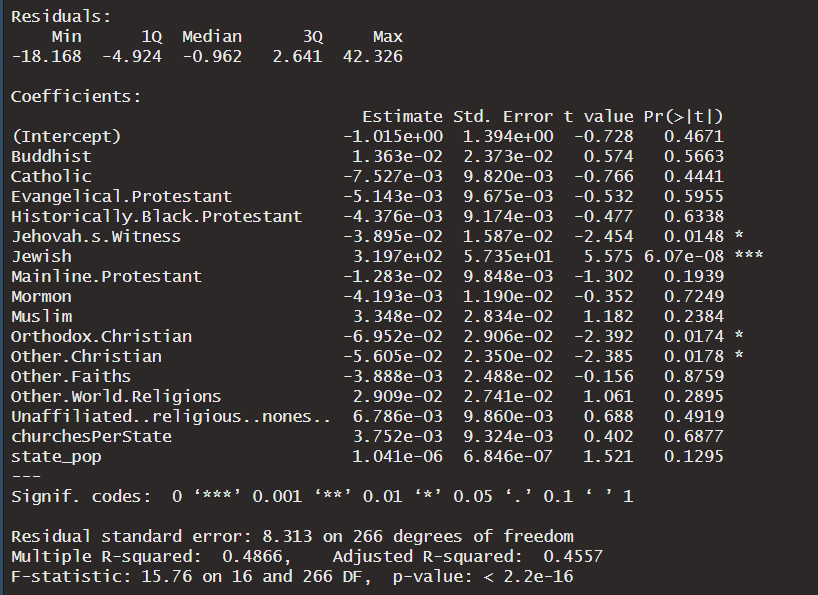 Residuals:
    Min      1Q  Median      3Q     Max
-18.168  -4.924  -0.962   2.641  42.326

Coefficients:
                                   Estimate Std. Error t value Pr(>|t|)
(Intercept)                      -1.015e+00  1.394e+00  -0.728   0.4671
Buddhist                          1.363e-02  2.373e-02   0.574   0.5663
Catholic                         -7.527e-03  9.820e-03  -0.766   0.4441
Evangelical.Protestant           -5.143e-03  9.675e-03  -0.532   0.5955
Historically.Black.Protestant    -4.376e-03  9.174e-03  -0.477   0.6338
Jehovah.s.Witness                -3.895e-02  1.587e-02  -2.454   0.0148 *
Jewish                            3.197e+02  5.735e+01   5.575 6.07e-08 ***
Mainline.Protestant              -1.283e-02  9.848e-03  -1.302   0.1939
Mormon                           -4.193e-03  1.190e-02  -0.352   0.7249
Muslim                            3.348e-02  2.834e-02   1.182   0.2384
Orthodox.Christian               -6.952e-02  2.906e-02  -2.392   0.0174 *
Other.Christian                  -5.605e-02  2.350e-02  -2.385   0.0178 *
Other.Faiths                     -3.888e-03  2.488e-02  -0.156   0.8759
Other.World.Religions             2.909e-02  2.741e-02   1.061   0.2895
Unaffiliated..religious..nones..  6.786e-03  9.860e-03   0.688   0.4919
churchesPerState                  3.752e-03  9.324e-03   0.402   0.6877
state_pop                         1.041e-06  6.846e-07   1.521   0.1295
---
Signif. codes:  0 ‘***’ 0.001 ‘**’ 0.01 ‘*’ 0.05 ‘.’ 0.1 ‘ ’ 1

Residual standard error: 8.313 on 266 degrees of freedom
Multiple R-squared:  0.4866,    Adjusted R-squared:  0.4557
F-statistic: 15.76 on 16 and 266 DF,  p-value: < 2.2e-16